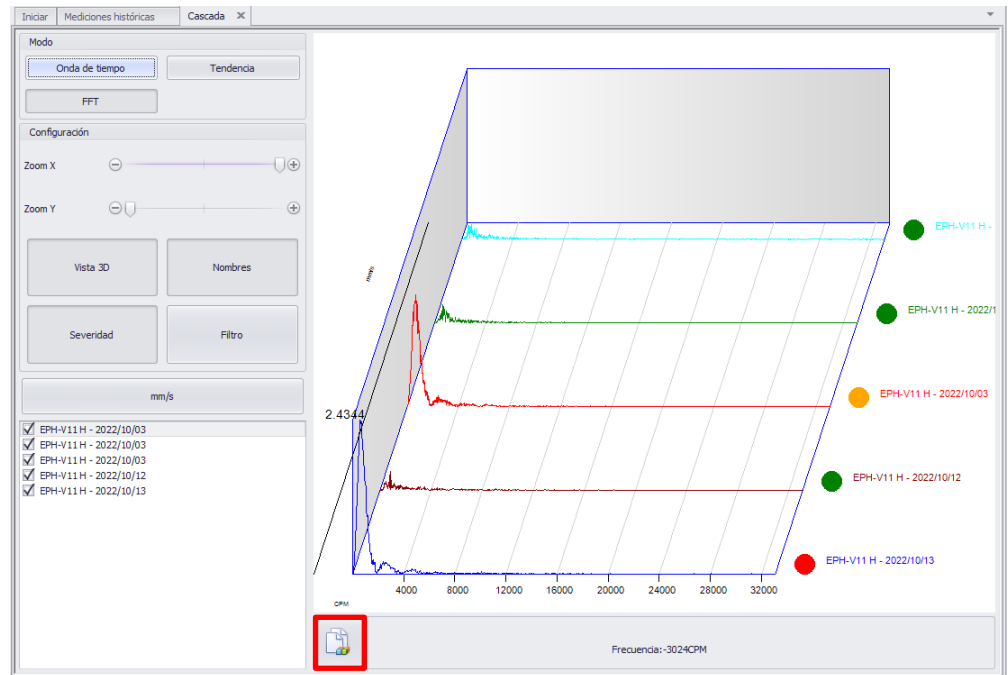 Iniciar
Mediciones históricas
Cascada
Modo
Onda de tiempo
Tendencia
FFT
Configuración
Zoom X
Zoom Y
Vista 3D
Nombres
Severidad
Filtro
mm/s
EPH-V11 H - 2022/10/03
EPH-V11 H - 2022/10/03
EPH-V11 H - 2022/10/03
EPH-V11 H - 2022/10/12
EPH-V11 H - 2022/10/13
EPH-V11 H -
mm/s
EPH-V11 H - 2022/1
EPH-V11 H - 2022/10/03
2.4344
EPH-V11 H - 2022/10/12
EPH-V11 H - 2022/10/13
4000 8000 12000 16000 20000 24000 28000 32000
CPM
Frecuencia:-3024CPM